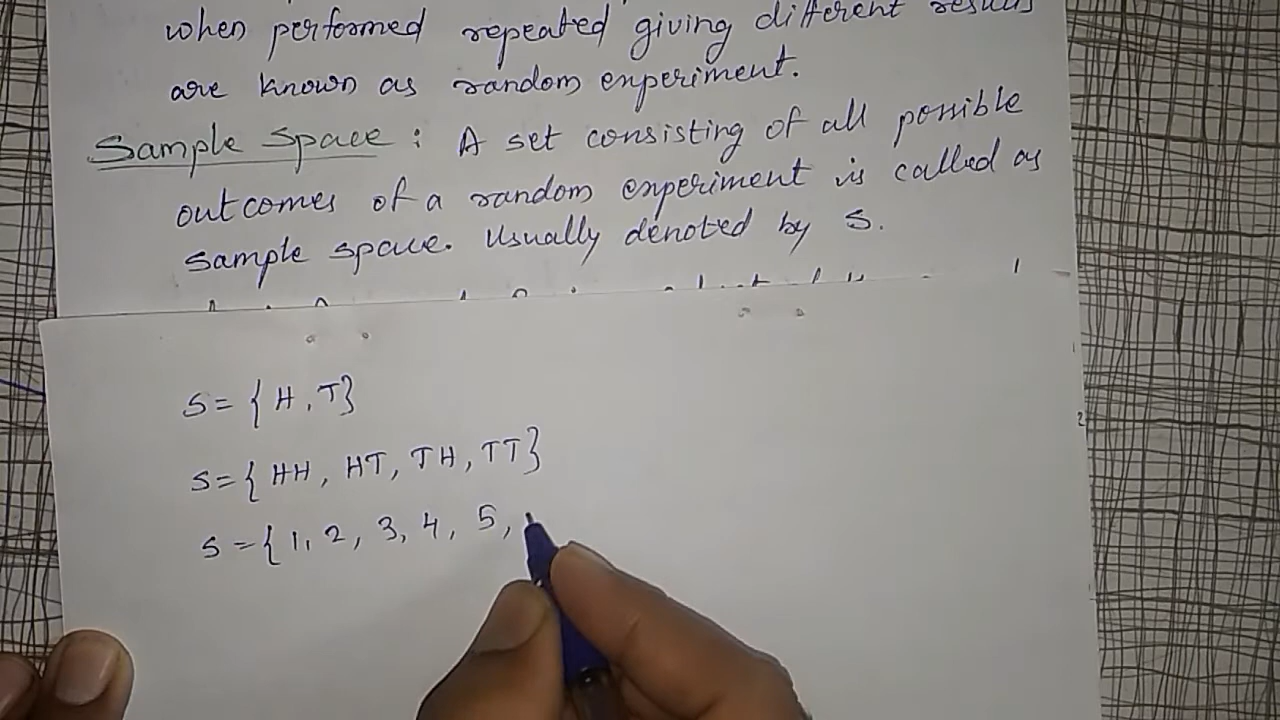 when performed repeated giving different results
are known as random experiment.
Sample Space : A set consisting of all possible
outcomes of a random experiment is called as
sample space. Usually denoted by S.
S = { H, T}
S = { HH, HT, TH, TT}
S = { 1, 2, 3, 4, 5,